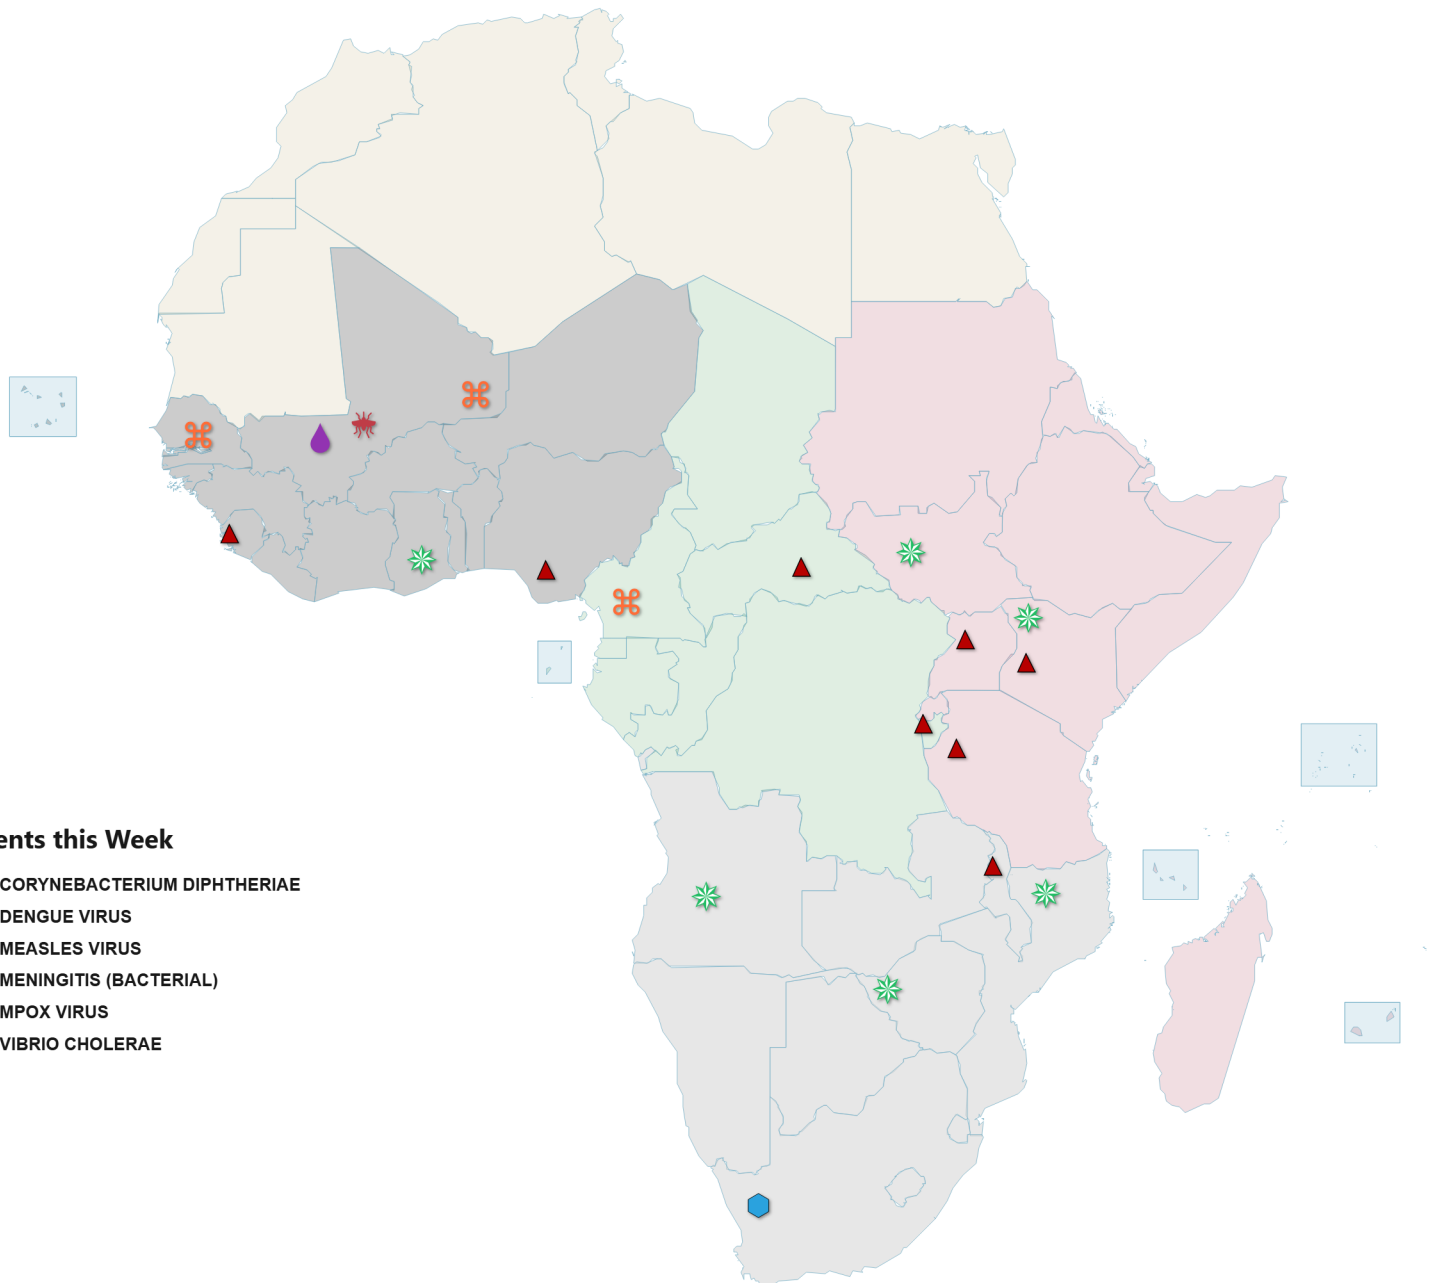 ents this Week
CORYNEBACTERIUM DIPHTHERIAE
DENGUE VIRUS
MEASLES VIRUS
MENINGITIS (BACTERIAL)
MPOX VIRUS
VIBRIO CHOLERAE